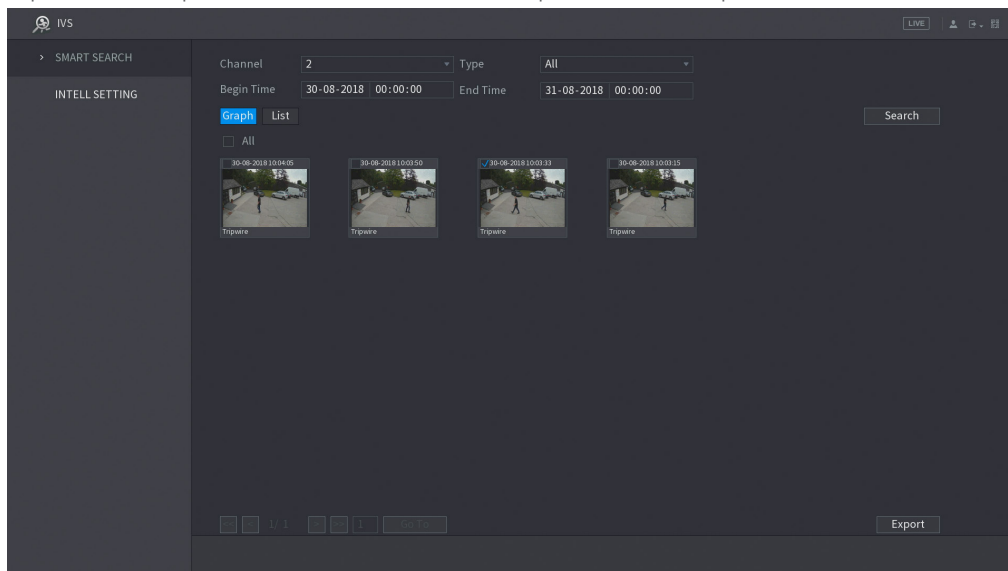 IVS
LIVE
SMART SEARCH
INTELL SETTING
Channel 2 Type All
Begin Time 30-08-2018 00:00:00 End Time 31-08-2018 00:00:00
Graph List Search
All
30-08-2018 10:04:05 30-08-2018 10:03:50 30-08-2018 10:03:33 30-08-2018 10:03:15
Tripwire Tripwire Tripwire Tripwire
1/1 1 Go To Export